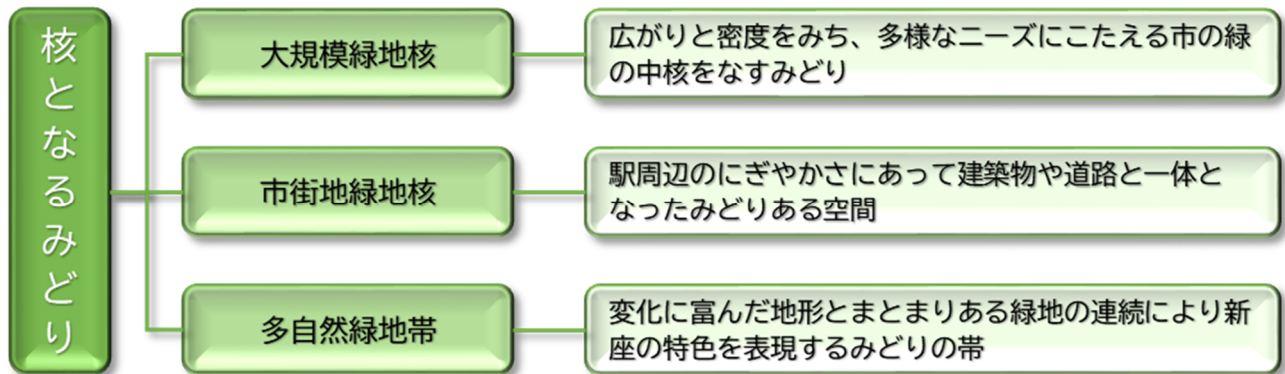 核となるみどり
大規模緑地核
広がりと密度をみち、多様なニーズにこたえる市の緑
の中核をなすみどり
市街地緑地核
駅周辺のにぎやかさにあって建築物や道路と一体と
なったみどりある空間
多自然緑地帯
変化に富んだ地形とまとまりある緑地の連続により新
座の特色を表現するみどりの帯